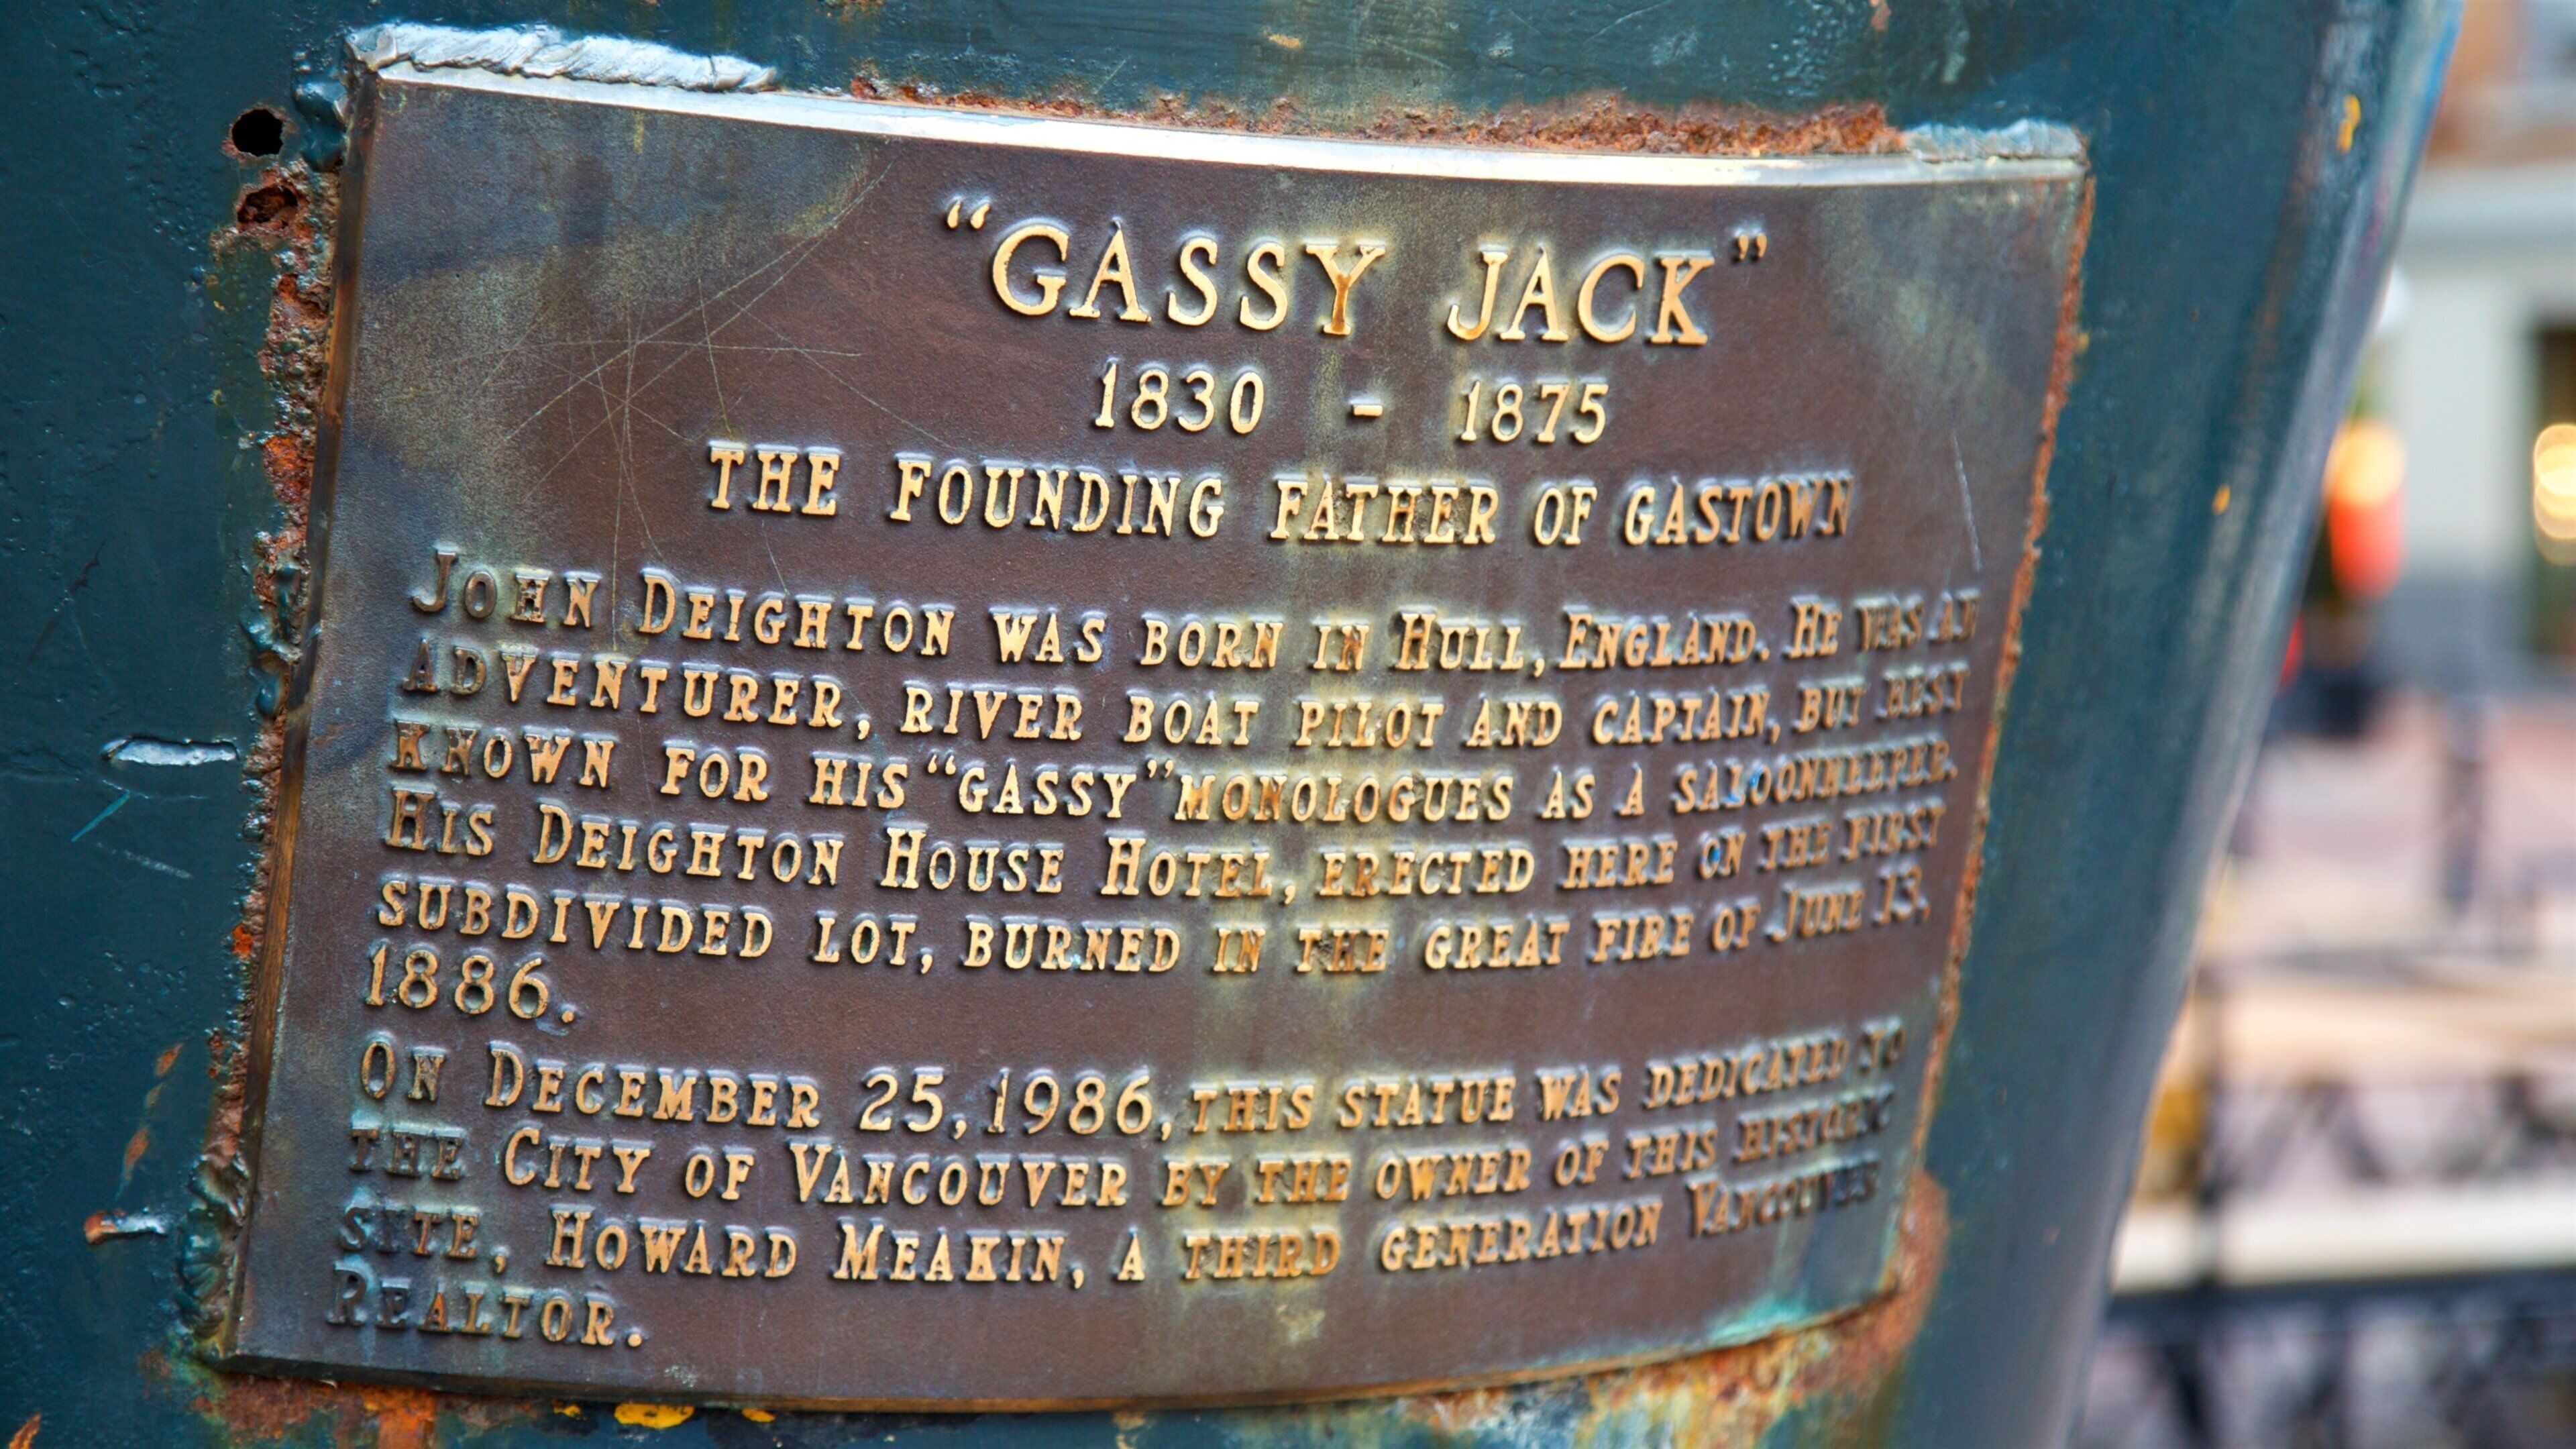 “GASSY JACK”
1830 - 1875
THE FOUNDING FATHER OF GASTOWN
JOHN DEIGHTON WAS BORN IN HULL, ENGLAND. HE WAS AN
ADVENTURER, RIVER BOAT PILOT AND CAPTAIN, BUT BEST
KNOWN FOR HIS “GASSY” MONOLOGUES AS A SALOONKEEPER.
HIS DEIGHTON HOUSE HOTEL, ERECTED HERE ON THE FIRST
SUBDIVIDED LOT, BURNED IN THE GREAT FIRE OF JUNE 13,
1886.
ON DECEMBER 25, 1986, THIS STATUE WAS DEDICATED TO
THE CITY OF VANCOUVER BY THE OWNER OF THIS HISTORIC
SITE, HOWARD MEAKIN, A THIRD GENERATION VANCOUVER
REALTOR.